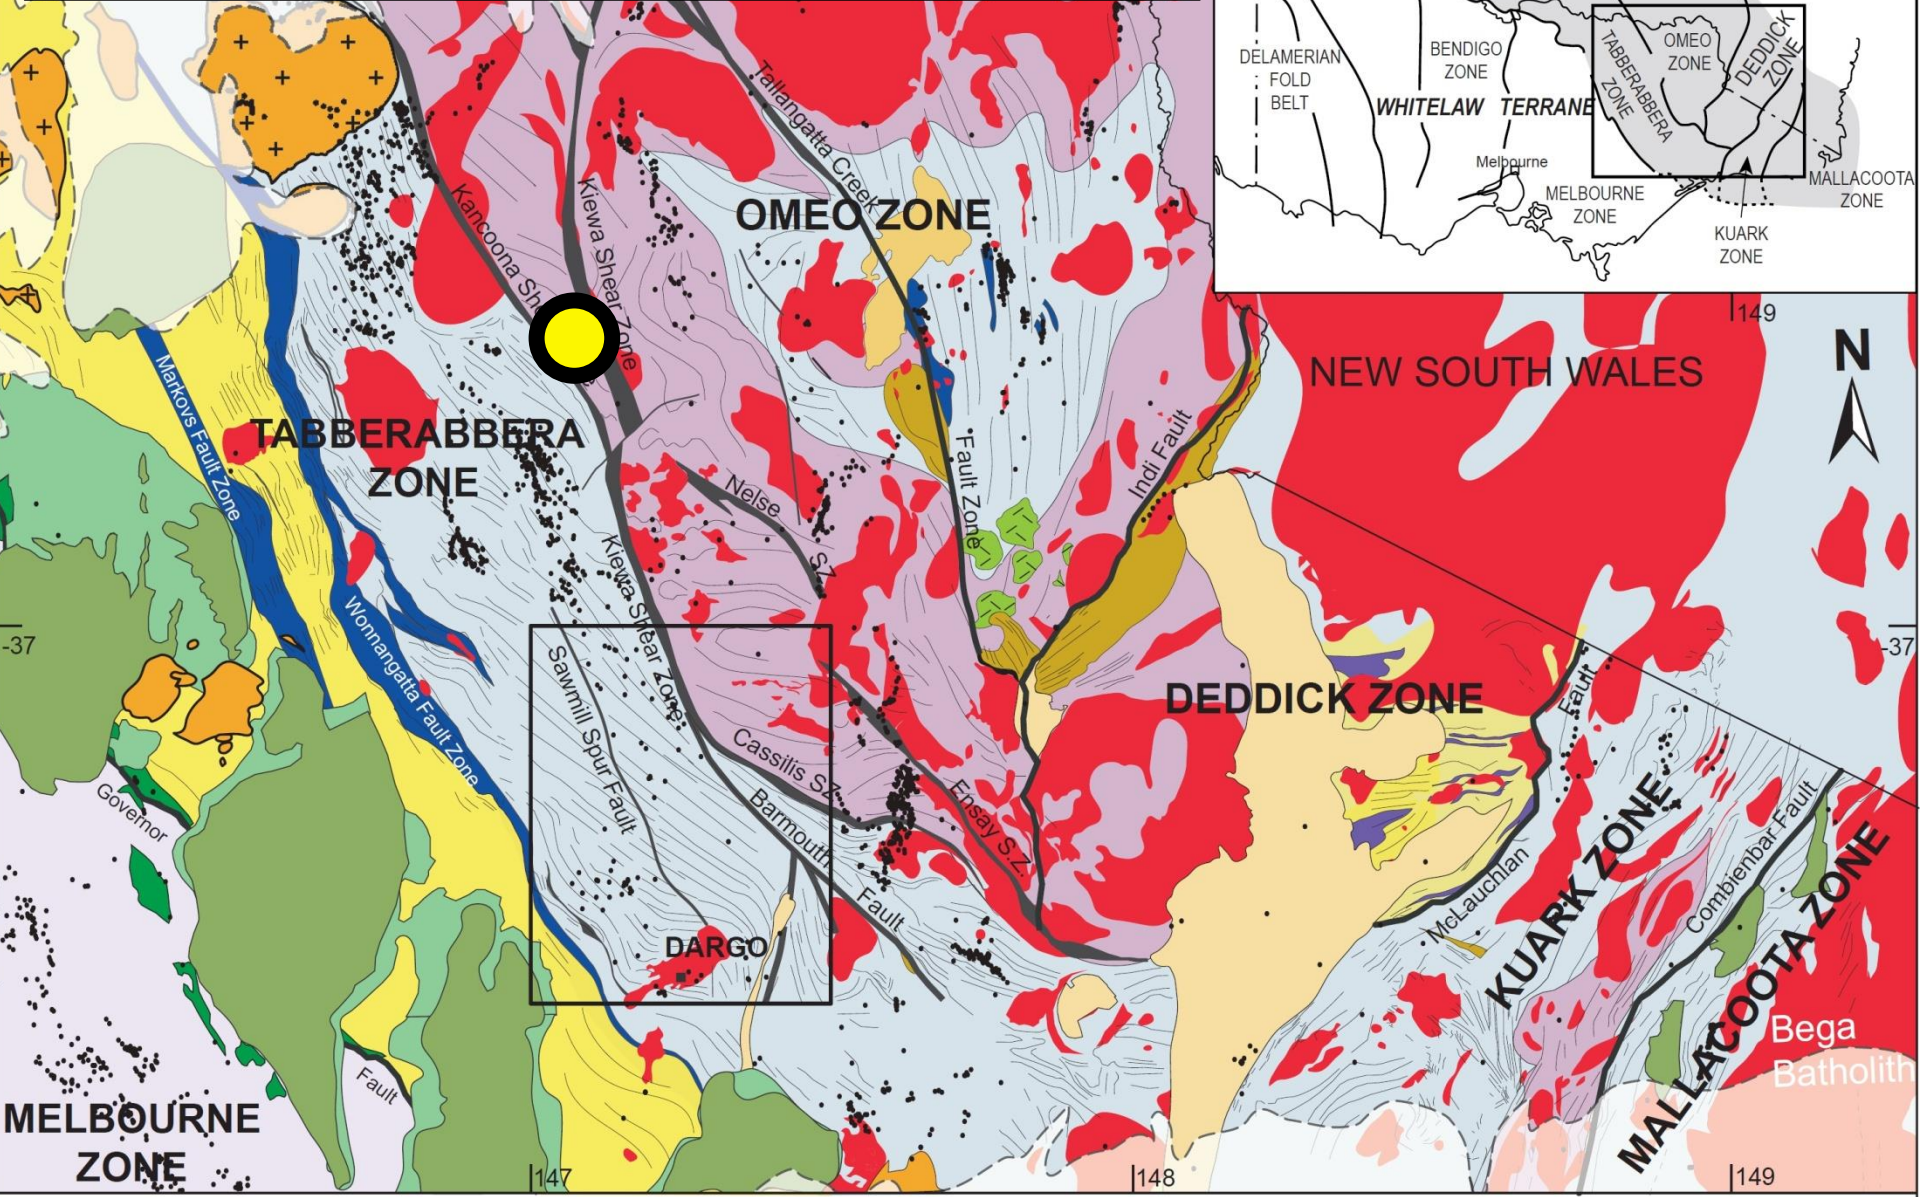 DELAMERIAN
FOLD
BELT
BENDIGO
ZONE
WHITELAW TERRANE
TABBERABBERA
ZONE
OMEO
ZONE
DEDDICK
ZONE
Melbourne
MELBOURNE
ZONE
MALLACOOTA
ZONE
KUARK
ZONE
149
N
NEW SOUTH WALES
Tallangatta Creek
Fault Zone
OMEO ZONE
Kancoona
Kiewa Shear Zone
Indi Fault
Markovs Fault Zone
TABBERABBERA
ZONE
Nelse
S.Z.
Kiewa Shear Zone
Wonnangatta Fault Zone
-37
-37
Sawmill Spur Fault
DEDDICK ZONE
Fault
Cassilis S.Z.
Barmouth
Fault
Ensay S.Z.
Governor
McLauchlan
KUARK ZONE
Combienbar Fault
MALLACOOTA ZONE
DARGO
Bega
Batholith
Fault
MELBOURNE
ZONE
147
148
149